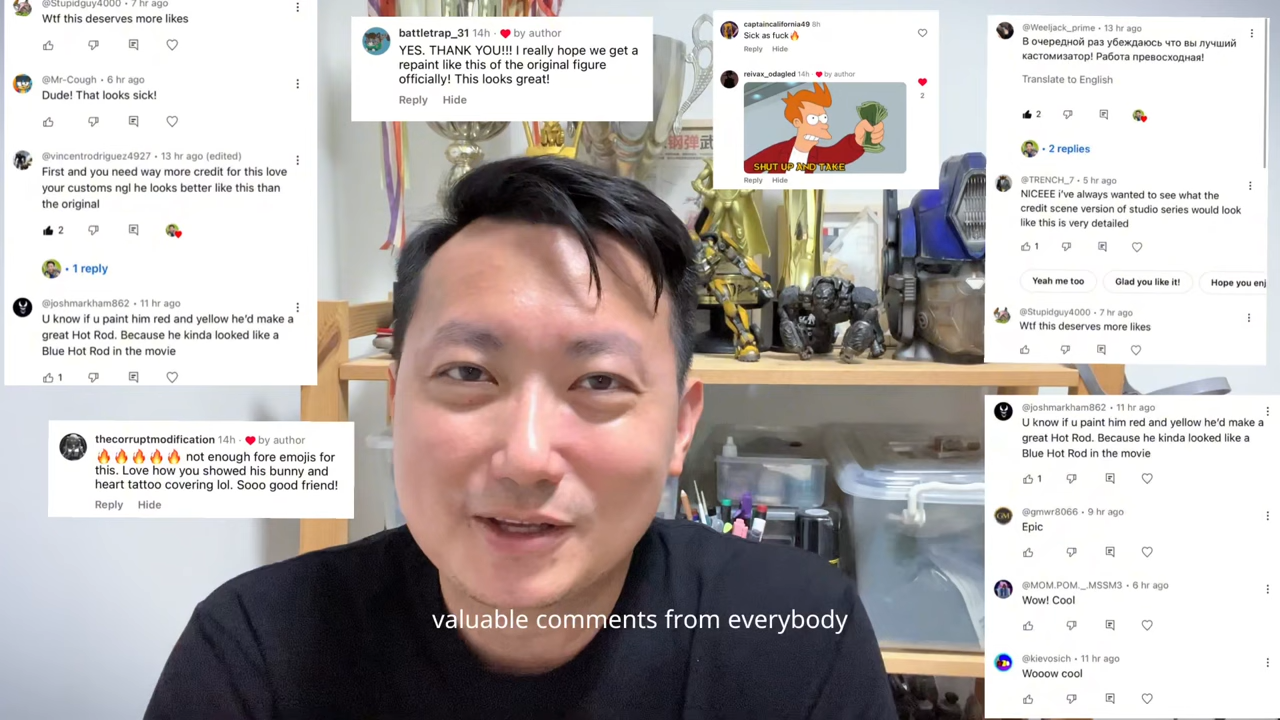 @Stupidguy4000 • 7 hr ago
Wtf this deserves more likes
@Mr-Cough • 6 hr ago
Dude! That looks sick!
@vincentrodriguez4927 • 13 hr ago (edited)
First and you need way more credit for this love
your customs ngl he looks better like this than
the original
2
• 1 reply
@joshmarkham862 • 11 hr ago
U know if u paint him red and yellow he'd make a
great Hot Rod. Because he kinda looked like a
Blue Hot Rod in the movie
1
thecorruptmodification 14h • by author
🔥🔥🔥🔥🔥 not enough fore emojis for
this. Love how you showed his bunny and
heart tattoo covering lol. Sooo good friend!
Reply Hide
battletrap_31 14h • ❤ by author
YES. THANK YOU!!! I really hope we get a
repaint like this of the original figure
officially! This looks great!
Reply Hide
captaincalifornia49 8h
Sick as fuck🔥
Reply Hide
reivax_odagled 14h • ❤ by author
SHUT UP AND TAKE
2
Reply Hide
钢弹武
@Weeljack_prime • 13 hr ago
В очередной раз убеждаюсь что вы лучший
кастомизатор! Работа превосходная!
Translate to English
2
• 2 replies
@TRENCH_7 • 5 hr ago
NICEEE i've always wanted to see what the
credit scene version of studio series would look
like this is very detailed
1
Yeah me too Glad you like it! Hope you enj
@Stupidguy4000 • 7 hr ago
Wtf this deserves more likes
@joshmarkham862 • 11 hr ago
U know if u paint him red and yellow he'd make a
great Hot Rod. Because he kinda looked like a
Blue Hot Rod in the movie
1
GM
@gmwr8066 • 9 hr ago
Epic
@MOM.POM._.MSSM3 • 6 hr ago
Wow! Cool
@kievosich • 11 hr ago
Wooow cool
valuable comments from everybody